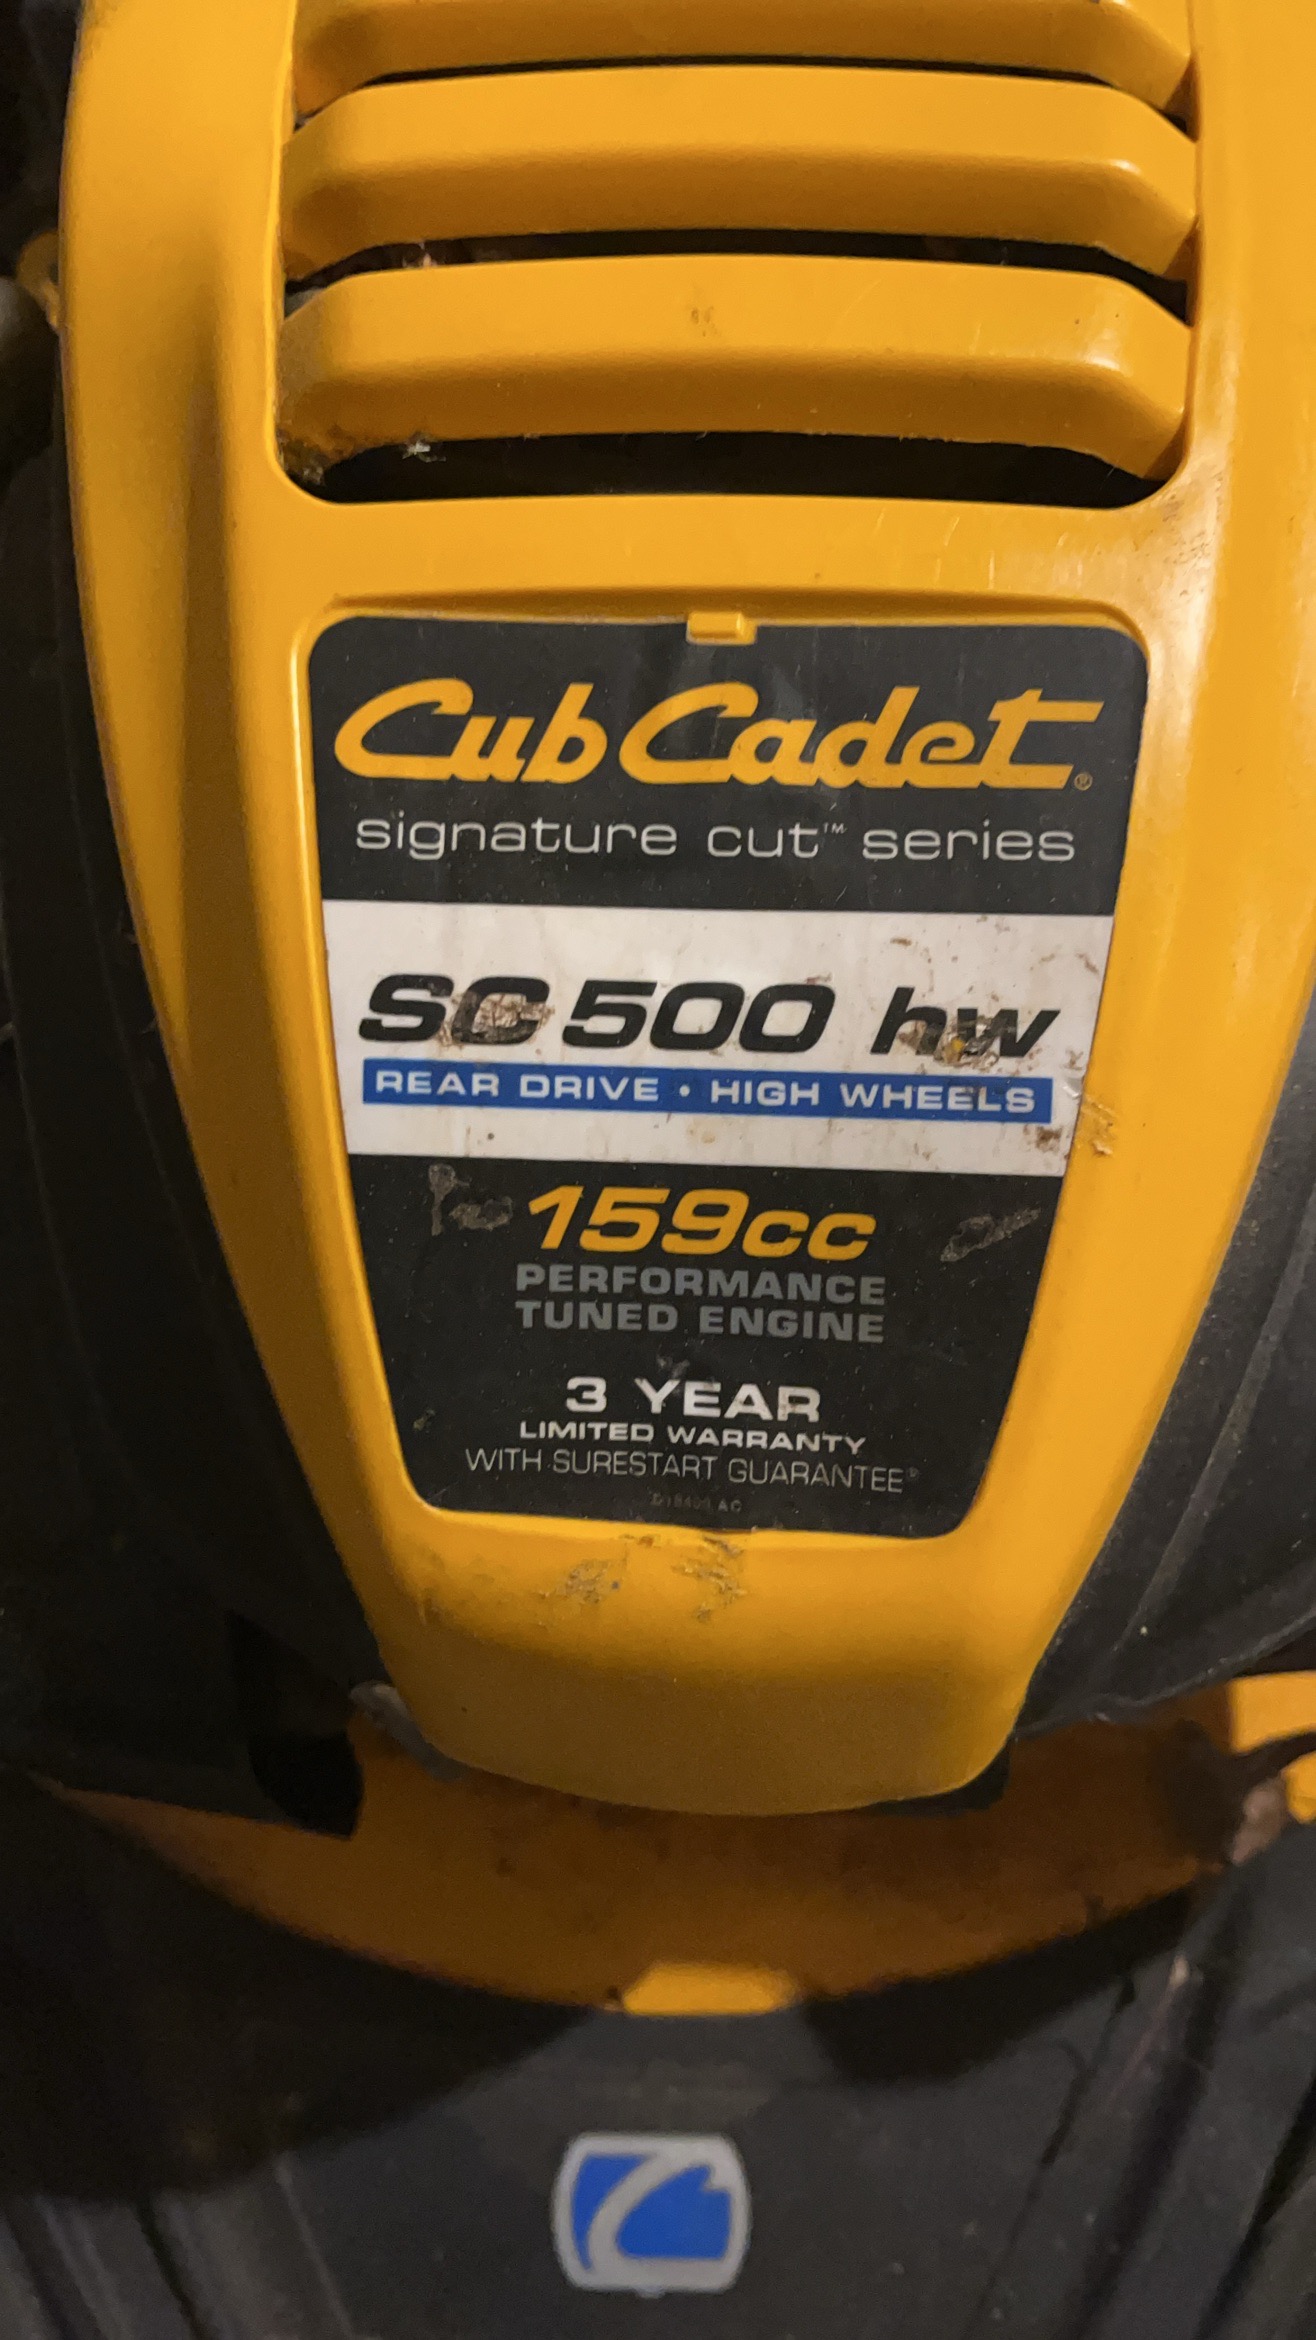 Cub Cadet®
signature cut™ series
SC 500 hw
REAR DRIVE • HIGH WHEELS
159cc
PERFORMANCE
TUNED ENGINE
3 YEAR
LIMITED WARRANTY
WITH SURESTART GUARANTEE®